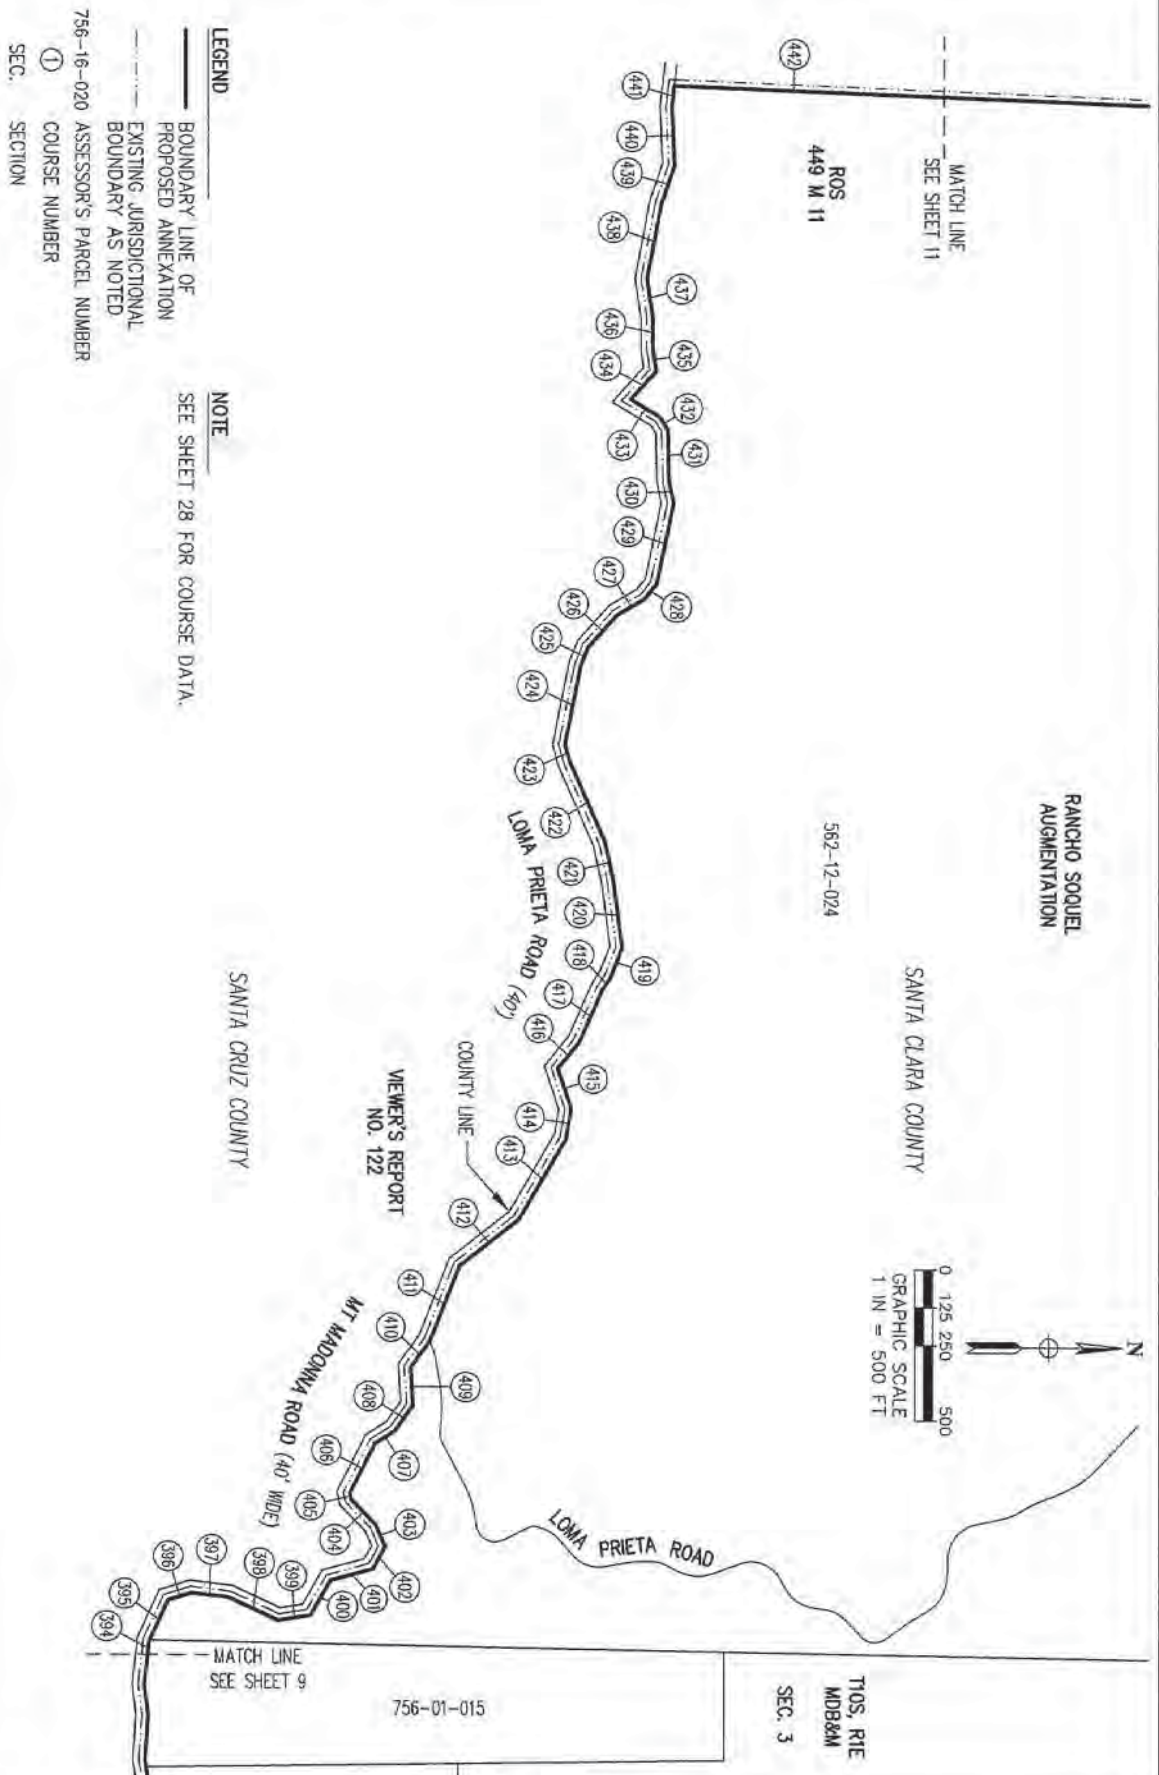 MATCH LINE
SEE SHEET 11
ROS
449 M 11
RANCHO SOQUEL
AUGMENTATION
562-12-024
SANTA CLARA COUNTY
N
0 125 250 500
GRAPHIC SCALE
1 IN = 500 FT
T10S, R1E
MDB&M
SEC. 3
442
441
440
439
438
437
436
435
434
433
432
431
430
429
428
427
426
425
424
423
422
421
420
419
418
417
416
415
414
413
412
411
410
409
408
407
406
405
404
403
402
401
400
399
398
397
396
395
394
LOMA PRIETA ROAD (40')
COUNTY LINE
VIEWER'S REPORT
NO. 122
SANTA CRUZ COUNTY
MT MADONNA ROAD (40' WIDE)
LOMA PRIETA ROAD
MATCH LINE
SEE SHEET 9
756-01-015
LEGEND
BOUNDARY LINE OF
PROPOSED ANNEXATION
EXISTING JURISDICTIONAL
BOUNDARY AS NOTED
756-16-020 ASSESSOR'S PARCEL NUMBER
1 COURSE NUMBER
SEC. SECTION
NOTE
SEE SHEET 28 FOR COURSE DATA.